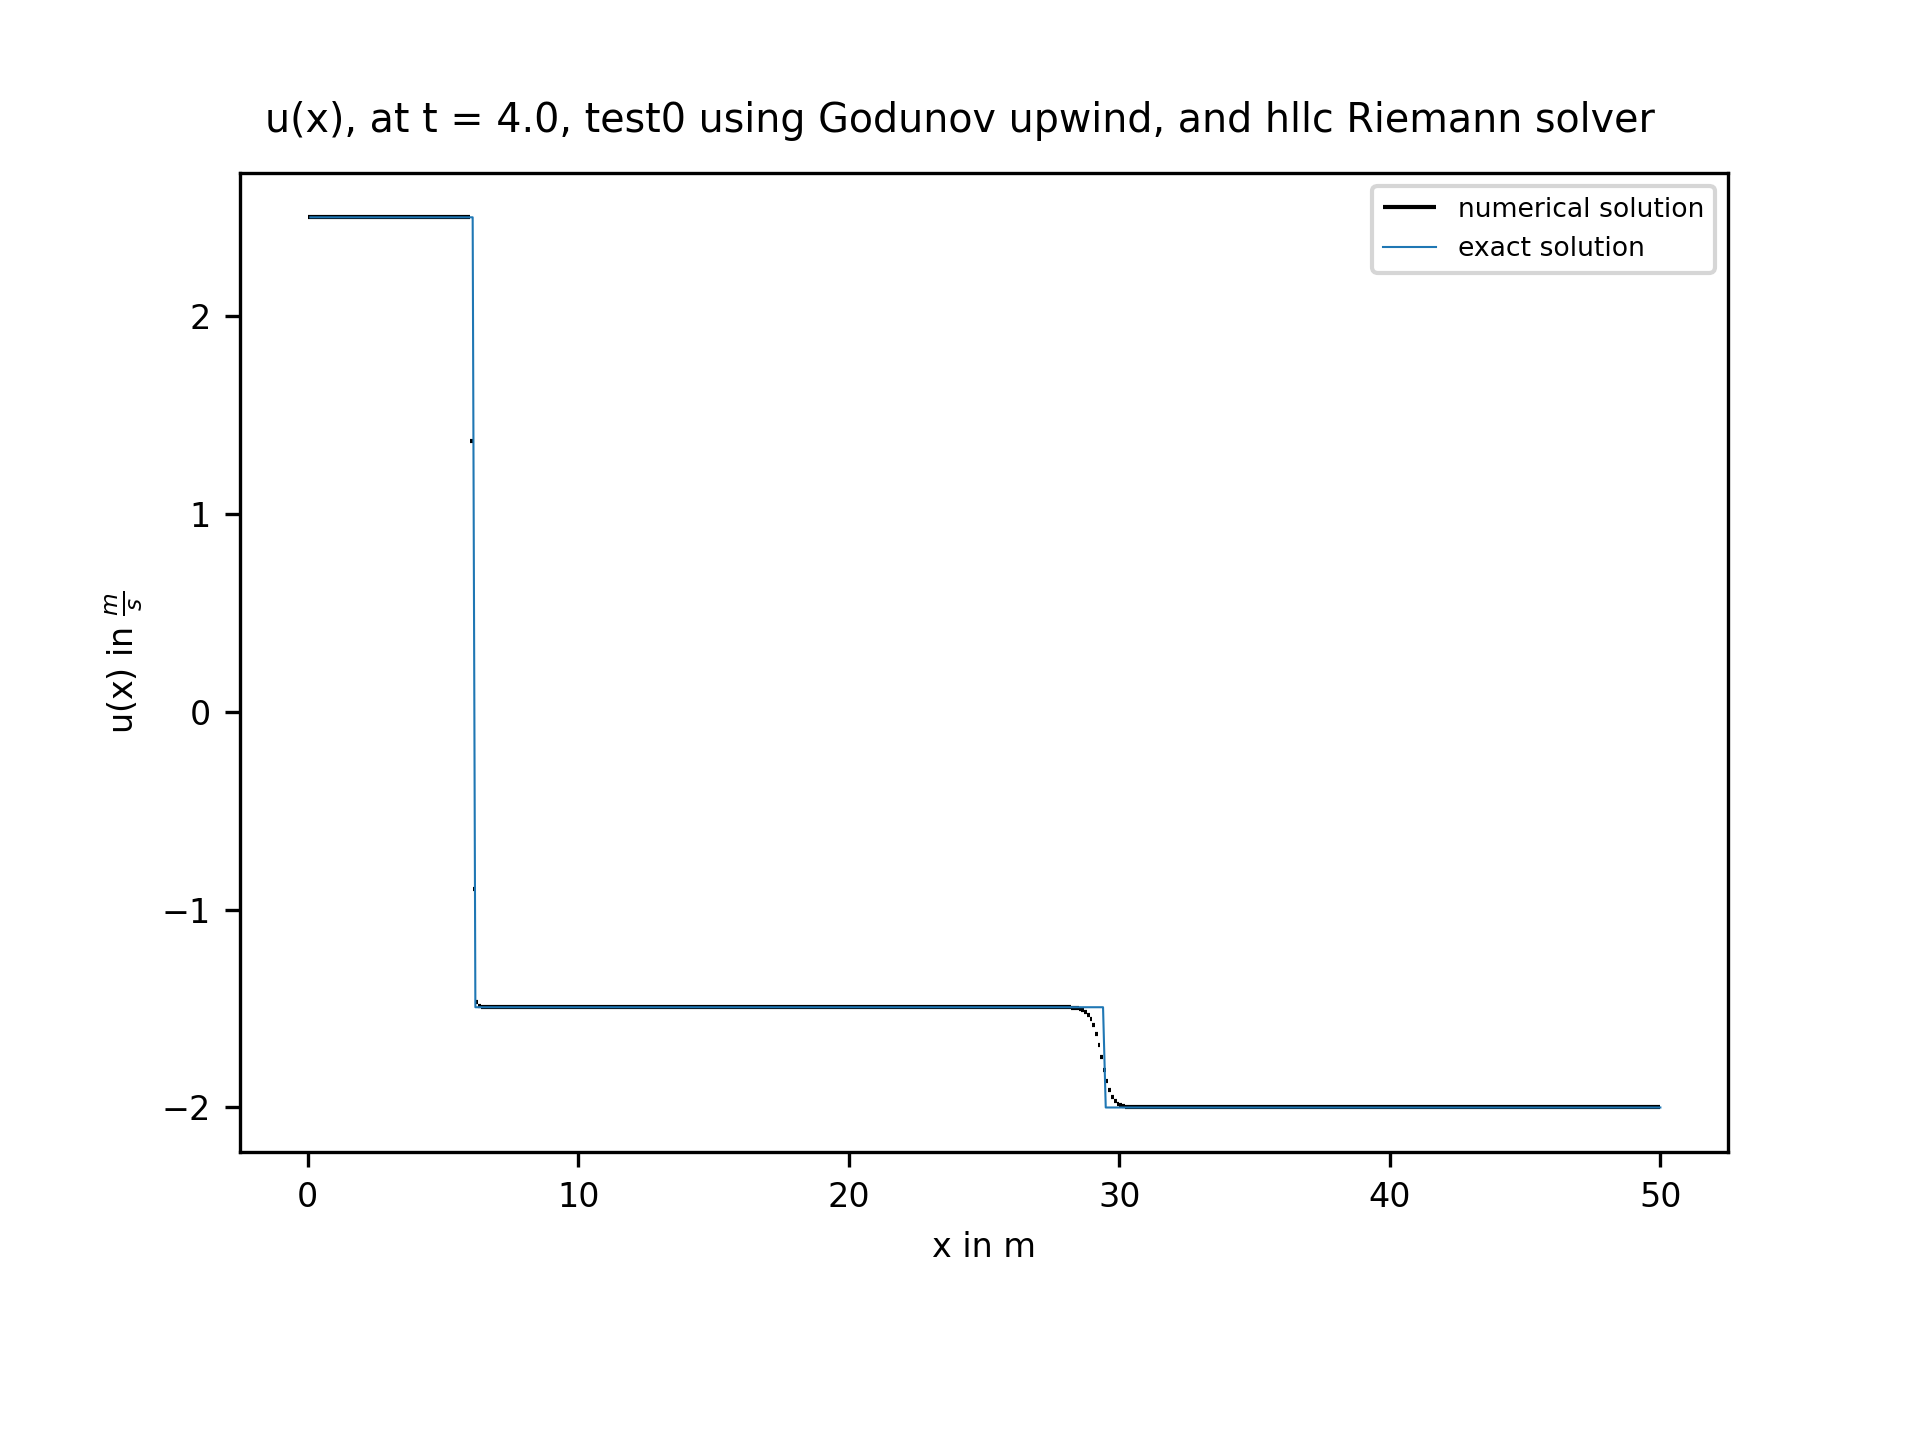 u(x), at t = 4.0, test0 using Godunov upwind, and hllc Riemann solver
numerical solution
exact solution
2
1
0
−1
−2
u(x) in m/s
0 10 20 30 40 50
x in m